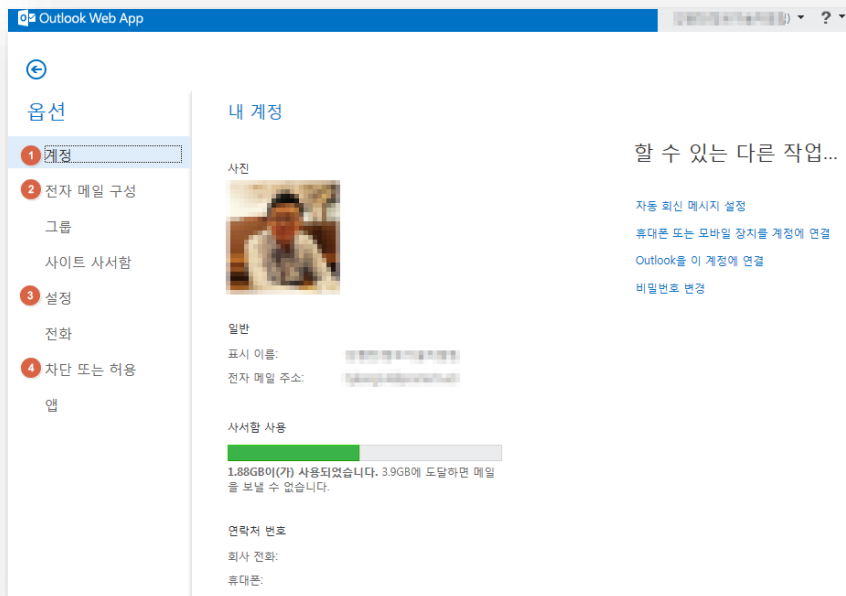 Outlook Web App
?
옵션
1 계정
2 전자 메일 구성
그룹
사이트 사서함
3 설정
전화
4 차단 또는 허용
앱
내 계정
사진
일반
표시 이름:
전자 메일 주소:
사서함 사용
1.88GB이(가) 사용되었습니다. 3.9GB에 도달하면 메일
을 보낼 수 없습니다.
연락처 번호
회사 전화:
휴대폰:
할 수 있는 다른 작업...
자동 회신 메시지 설정
휴대폰 또는 모바일 장치를 계정에 연결
Outlook을 이 계정에 연결
비밀번호 변경